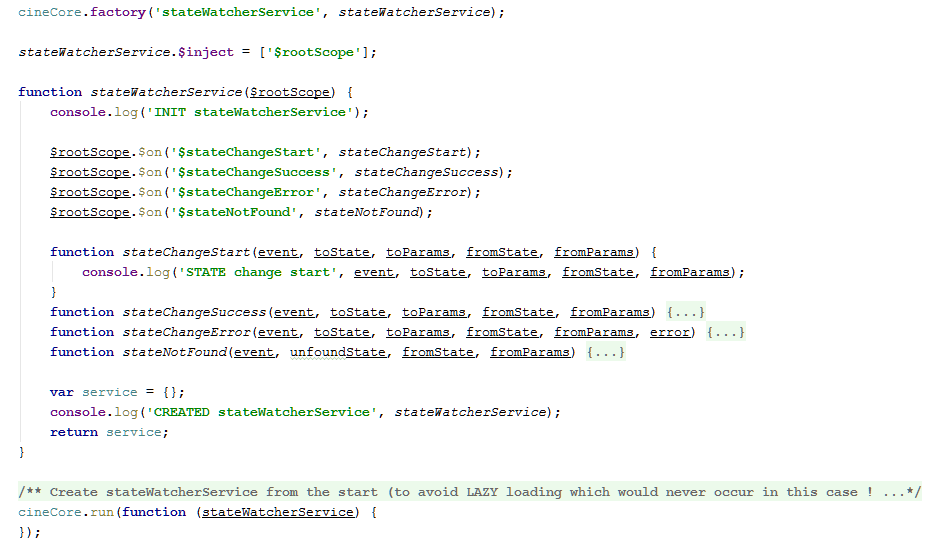 cineCore.factory('stateWatcherService', stateWatcherService);
stateWatcherService.$inject = ['$rootScope'];
function stateWatcherService($rootScope) {
console.log('INIT stateWatcherService');
$rootScope.$on('$stateChangeStart', stateChangeStart);
$rootScope.$on('$stateChangeSuccess', stateChangeSuccess);
$rootScope.$on('$stateChangeError', stateChangeError);
$rootScope.$on('$stateNotFound', stateNotFound);
function stateChangeStart(event, toState, toParams, fromState, fromParams) {
console.log('STATE change start', event, toState, toParams, fromState, fromParams);
}
function stateChangeSuccess(event, toState, toParams, fromState, fromParams) {...}
function stateChangeError(event, toState, toParams, fromState, fromParams, error) {...}
function stateNotFound(event, unfoundState, fromState, fromParams) {...}
var service = {};
console.log('CREATED stateWatcherService', stateWatcherService);
return service;
}
/** Create stateWatcherService from the start (to avoid LAZY loading which would never occur in this case ! ...*/
cineCore.run(function (stateWatcherService) {
});